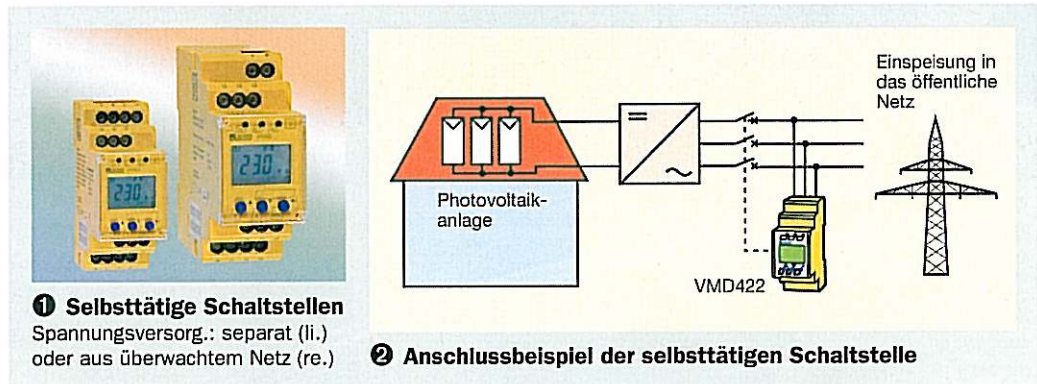 230
230
❶ Selbsttätige Schaltstellen
Spannungsversorg.: separat (li.)
oder aus überwachtem Netz (re.)
Photovoltaik-
anlage
VMD422
Einspeisung in
das öffentliche
Netz
❷ Anschlussbeispiel der selbsttätigen Schaltstelle